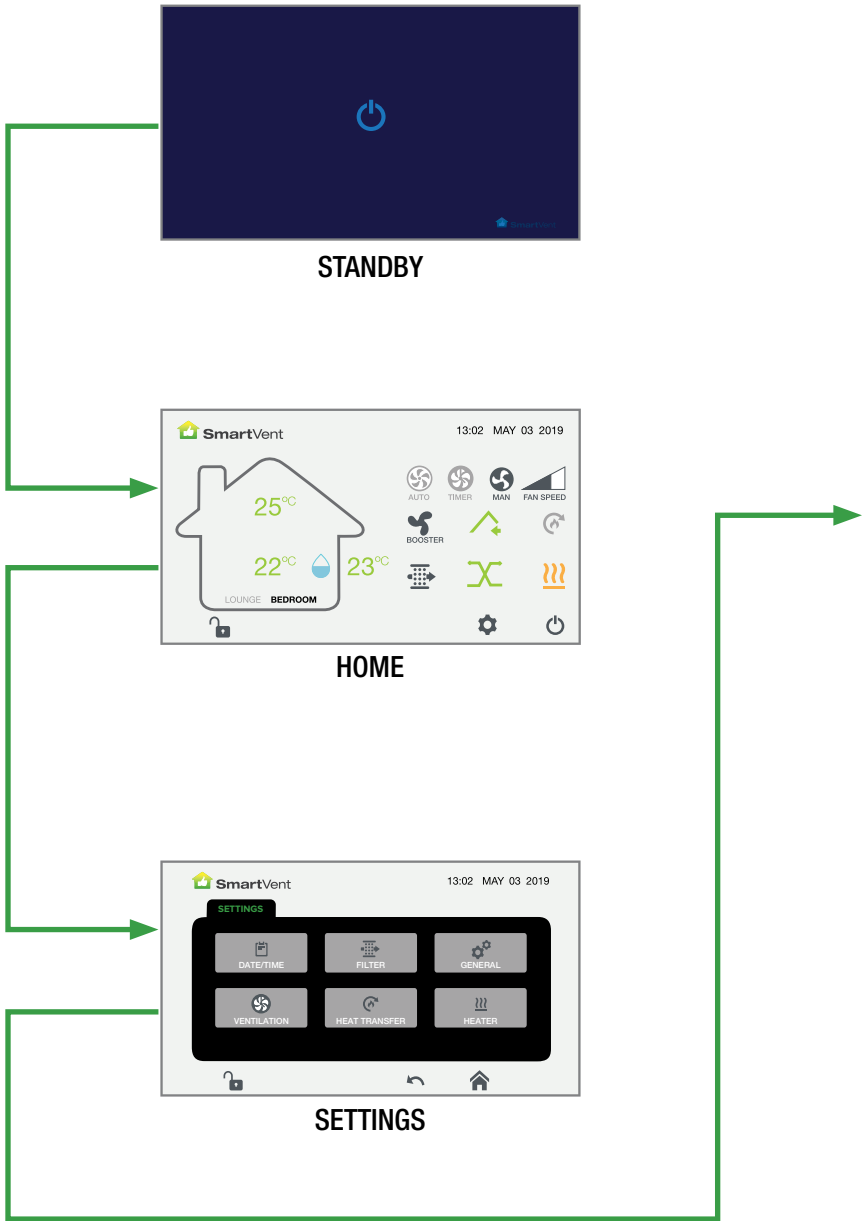 SmartVent
STANDBY
SmartVent
13:02 MAY 03 2019
25°C
AUTO TIMER MAN FAN SPEED
BOOSTER
22°C 23°C
LOUNGE BEDROOM
HOME
SmartVent
13:02 MAY 03 2019
SETTINGS
DATE/TIME FILTER GENERAL
VENTILATION HEAT TRANSFER HEATER
SETTINGS